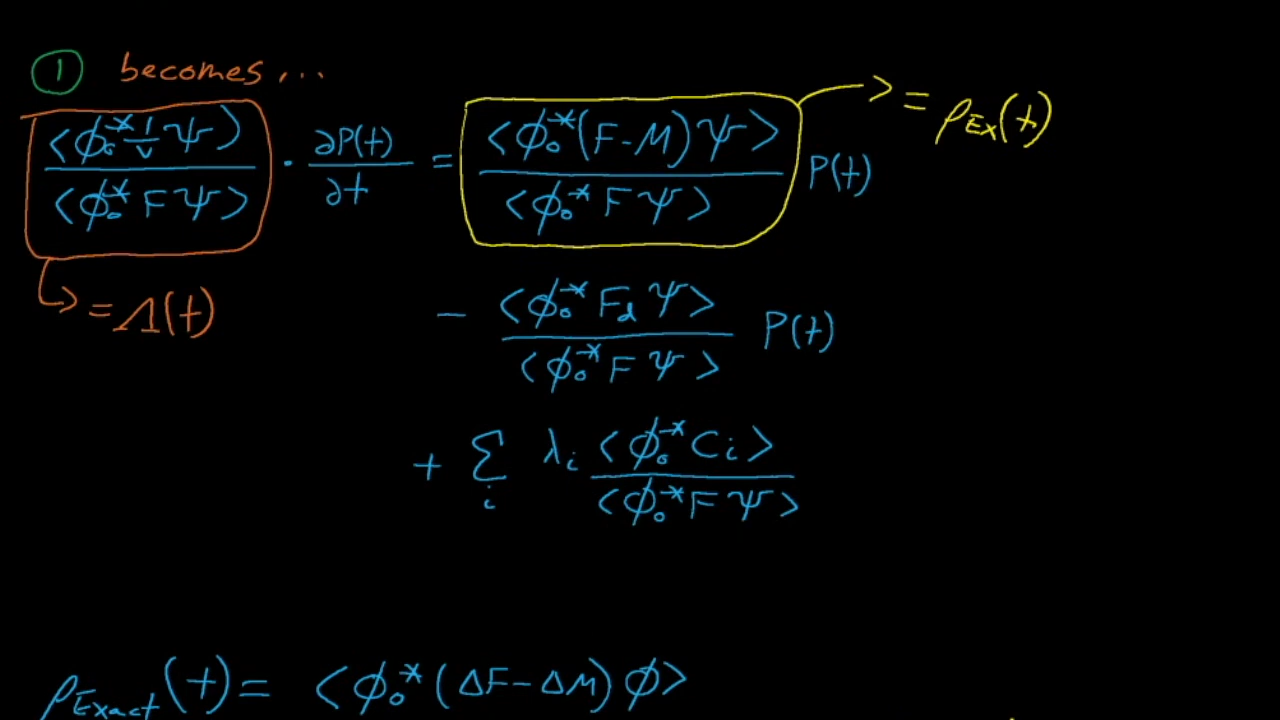 ① becomes...
<ϕ₀* 1/v Ψ> / <ϕ₀* F Ψ> · ∂P(t)/∂t = <ϕ₀* (F-M) Ψ> / <ϕ₀* F Ψ> P(t) → = ρ_Ex(t)
→ = Λ(t)
- <ϕ₀* F_d Ψ> / <ϕ₀* F Ψ> P(t)
+ Σ_i λ_i <ϕ₀* C_i> / <ϕ₀* F Ψ>
ρ_Exact(t) = <ϕ₀* (ΔF - ΔM) ϕ>